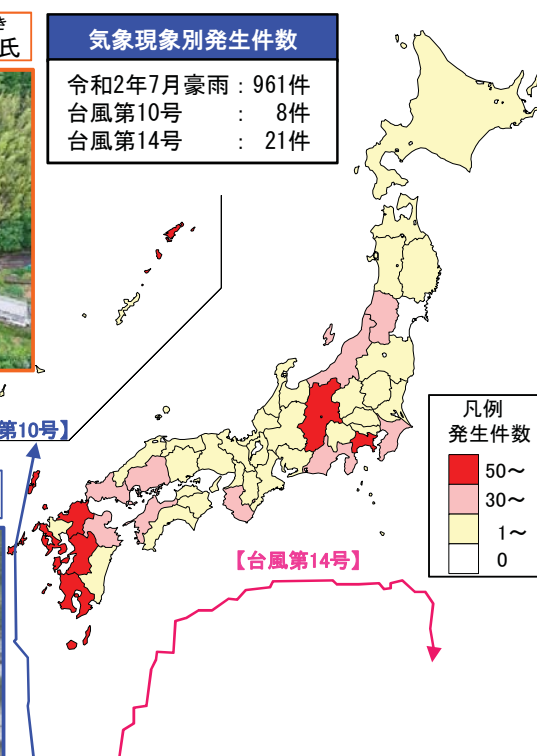 き
氏
気象現象別発生件数
令和2年7月豪雨：961件
台風第10号　　：　8件
台風第14号　　： 21件
第10号】
【台風第14号】
凡例
発生件数
50～
30～
1～
0